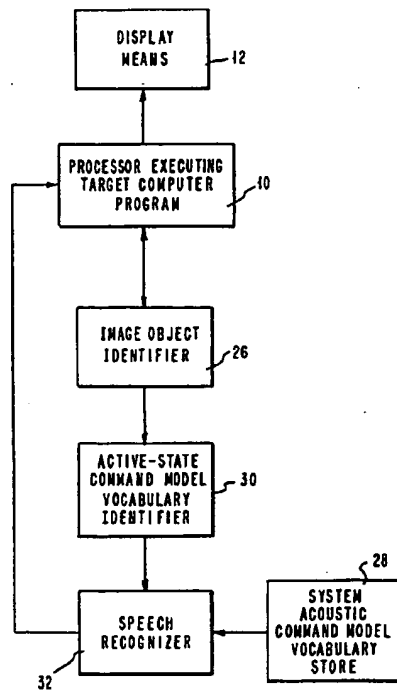 DISPLAY
MEANS
12
PROCESSOR EXECUTING
TARGET COMPUTER
PROGRAM
10
IMAGE OBJECT
IDENTIFIER
26
ACTIVE-STATE
COMMAND MODEL
VOCABULARY
IDENTIFIER
30
28
SPEECH
RECOGNIZER
32
SYSTEM
ACOUSTIC
COMMAND MODEL
VOCABULARY
STORE